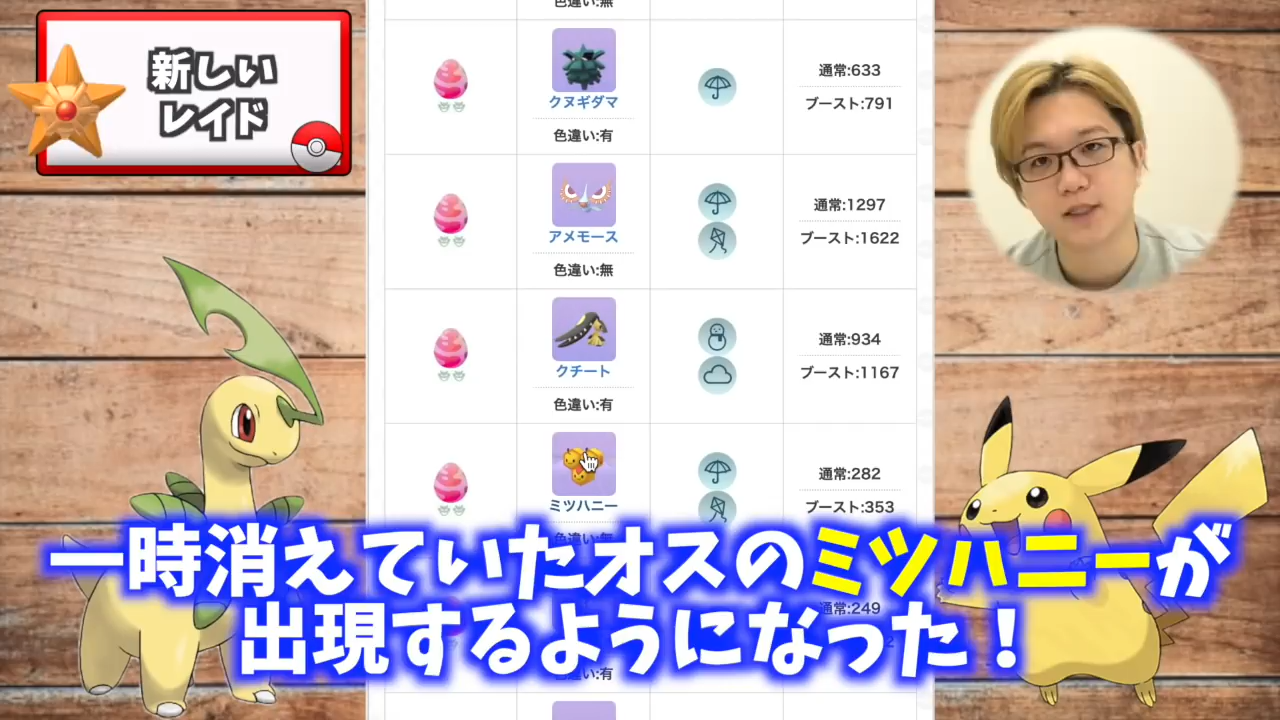 新しい
レイド
色違い:無
クヌギダマ
色違い:有
通常:633
ブースト:791
アメモース
色違い:無
通常:1297
ブースト:1622
クチート
色違い:有
通常:934
ブースト:1167
ミツハニー
色違い:無
通常:282
ブースト:353
一時消えていたオスのミツハニーが
出現するようになった！
通常:249
色違い:有